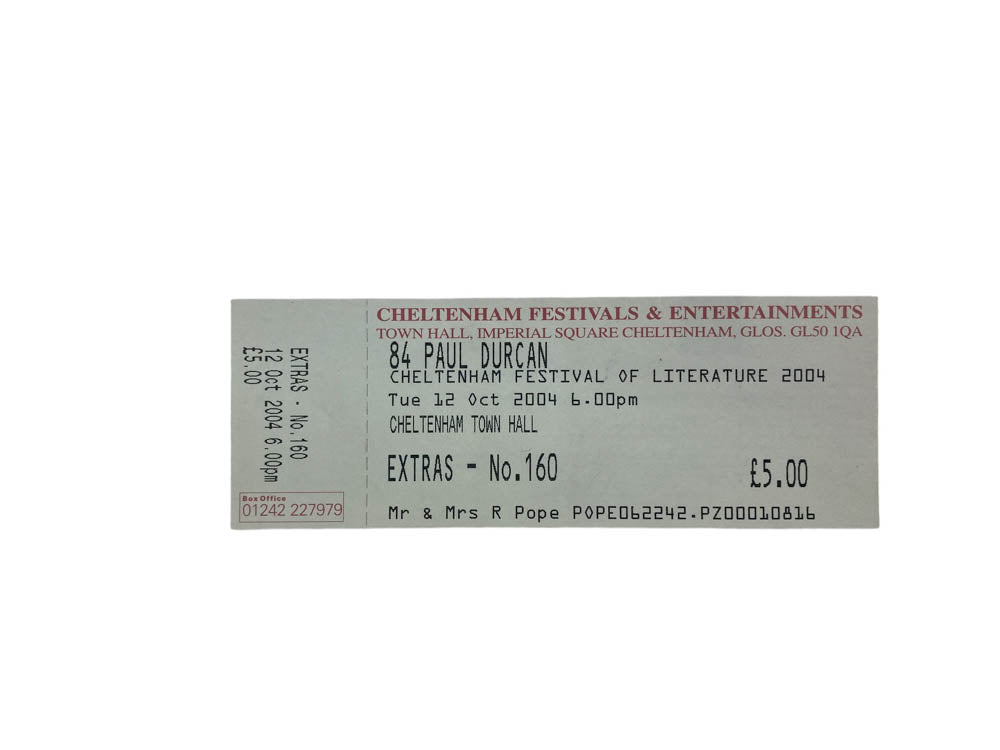 CHELTENHAM FESTIVALS & ENTERTAINMENTS
TOWN HALL, IMPERIAL SQUARE CHELTENHAM, GLOS. GL50 1QA
84 PAUL DURCAN
CHELTENHAM FESTIVAL OF LITERATURE 2004
Tue 12 Oct 2004 6.00pm
CHELTENHAM TOWN HALL
EXTRAS - No.160
£5.00
Mr & Mrs R Pope POPE062242.PZ00010816
EXTRAS - No.160
12 Oct 2004 6.00pm
£5.00
Box Office
01242 227979